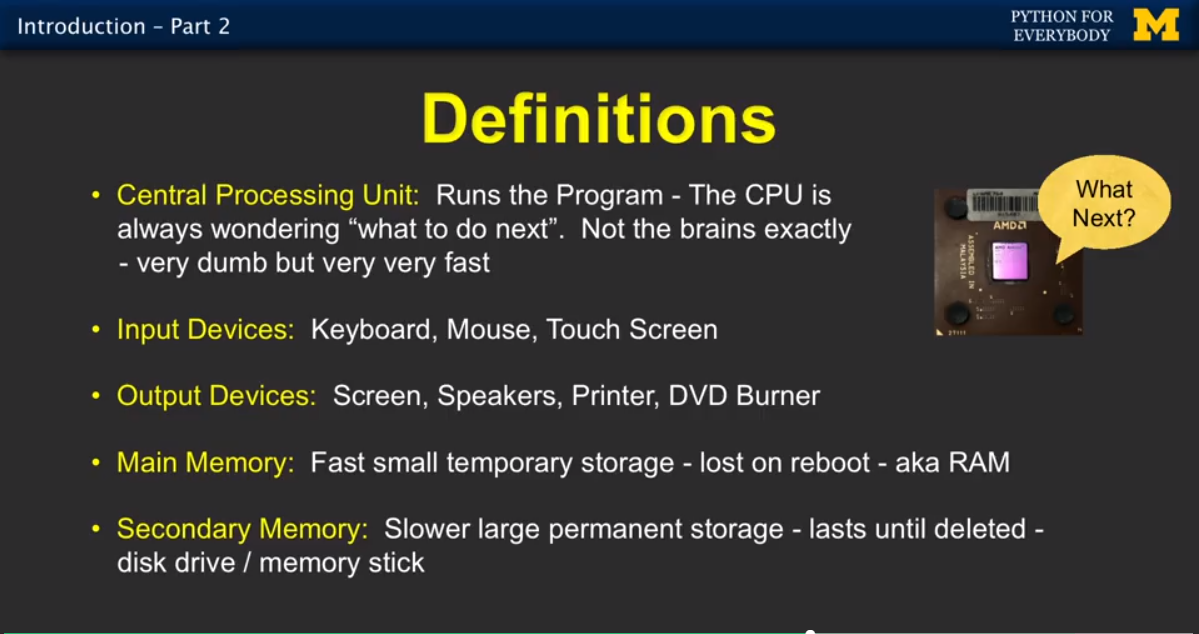 Introduction – Part 2
PYTHON FOR
EVERYBODY
M
Definitions
• Central Processing Unit: Runs the Program - The CPU is
always wondering “what to do next”. Not the brains exactly
- very dumb but very very fast
What
Next?
AMD
ASSEMBLED IN
MALAYSIA
• Input Devices: Keyboard, Mouse, Touch Screen
• Output Devices: Screen, Speakers, Printer, DVD Burner
• Main Memory: Fast small temporary storage - lost on reboot - aka RAM
• Secondary Memory: Slower large permanent storage - lasts until deleted -
disk drive / memory stick